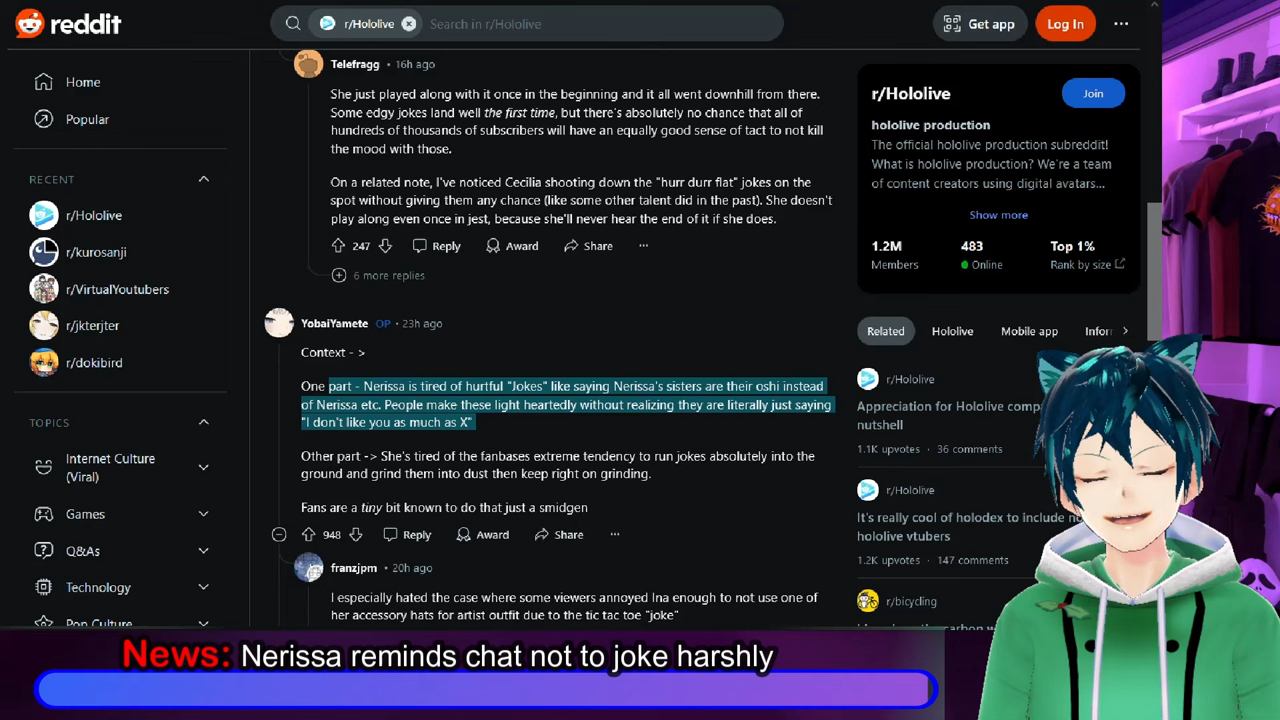 reddit
r/Hololive
Search in r/Hololive
Get app
Log In
Home
Popular
RECENT
r/Hololive
r/kurosanji
r/VirtualYoutubers
r/jkterjter
r/dokibird
TOPICS
Internet Culture
(Viral)
Games
Q&As
Technology
Pop Culture
Telefragg • 16h ago
She just played along with it once in the beginning and it all went downhill from there.
Some edgy jokes land well the first time, but there's absolutely no chance that all of
hundreds of thousands of subscribers will have an equally good sense of tact to not kill
the mood with those.
On a related note, I've noticed Cecilia shooting down the "hurr durr flat" jokes on the
spot without giving them any chance (like some other talent did in the past). She doesn't
play along even once in jest, because she'll never hear the end of it if she does.
247
Reply
Award
Share
6 more replies
YobaiYamete OP • 23h ago
Context - >
One part - Nerissa is tired of hurtful "Jokes" like saying Nerissa's sisters are their oshi instead
of Nerissa etc. People make these light heartedly without realizing they are literally just saying
"I don't like you as much as X"
Other part -> She's tired of the fanbases extreme tendency to run jokes absolutely into the
ground and grind them into dust then keep right on grinding.
Fans are a tiny bit known to do that just a smidgen
948
Reply
Award
Share
franzjpm • 20h ago
I especially hated the case where some viewers annoyed Ina enough to not use one of
her accessory hats for artist outfit due to the tic tac toe "joke"
r/Hololive
Join
hololive production
The official hololive production subreddit!
What is hololive production? We're a team
of content creators using digital avatars...
Show more
1.2M
Members
483
Online
Top 1%
Rank by size
Related
Hololive
Mobile app
r/Hololive
Appreciation for Hololive
nutshell
1.1K upvotes • 36 comments
r/Hololive
It's really cool of holodex to include
hololive vtubers
1.2K upvotes • 147 comments
r/bicycling
News: Nerissa reminds chat not to joke harshly